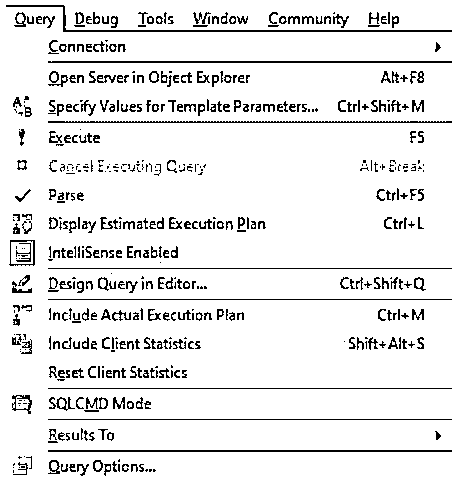 Query Debug Tools Window Community Help
Connection
Open Server in Object Explorer Alt+F8
Specify Values for Template Parameters... Ctrl+Shift+M
Execute F5
Cancel Executing Query Alt+Break
Parse Ctrl+F5
Display Estimated Execution Plan Ctrl+L
IntelliSense Enabled
Design Query in Editor... Ctrl+Shift+Q
Include Actual Execution Plan Ctrl+M
Include Client Statistics Shift+Alt+S
Reset Client Statistics
SQLCMD Mode
Results To
Query Options...